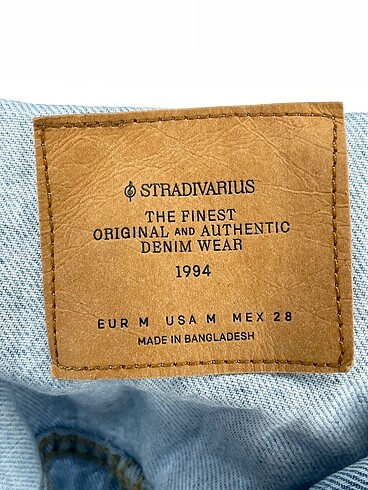 STRADIVARIUS
THE FINEST
ORIGINAL AND AUTHENTIC
DENIM WEAR
1994
EUR M USA M MEX 28
MADE IN BANGLADESH